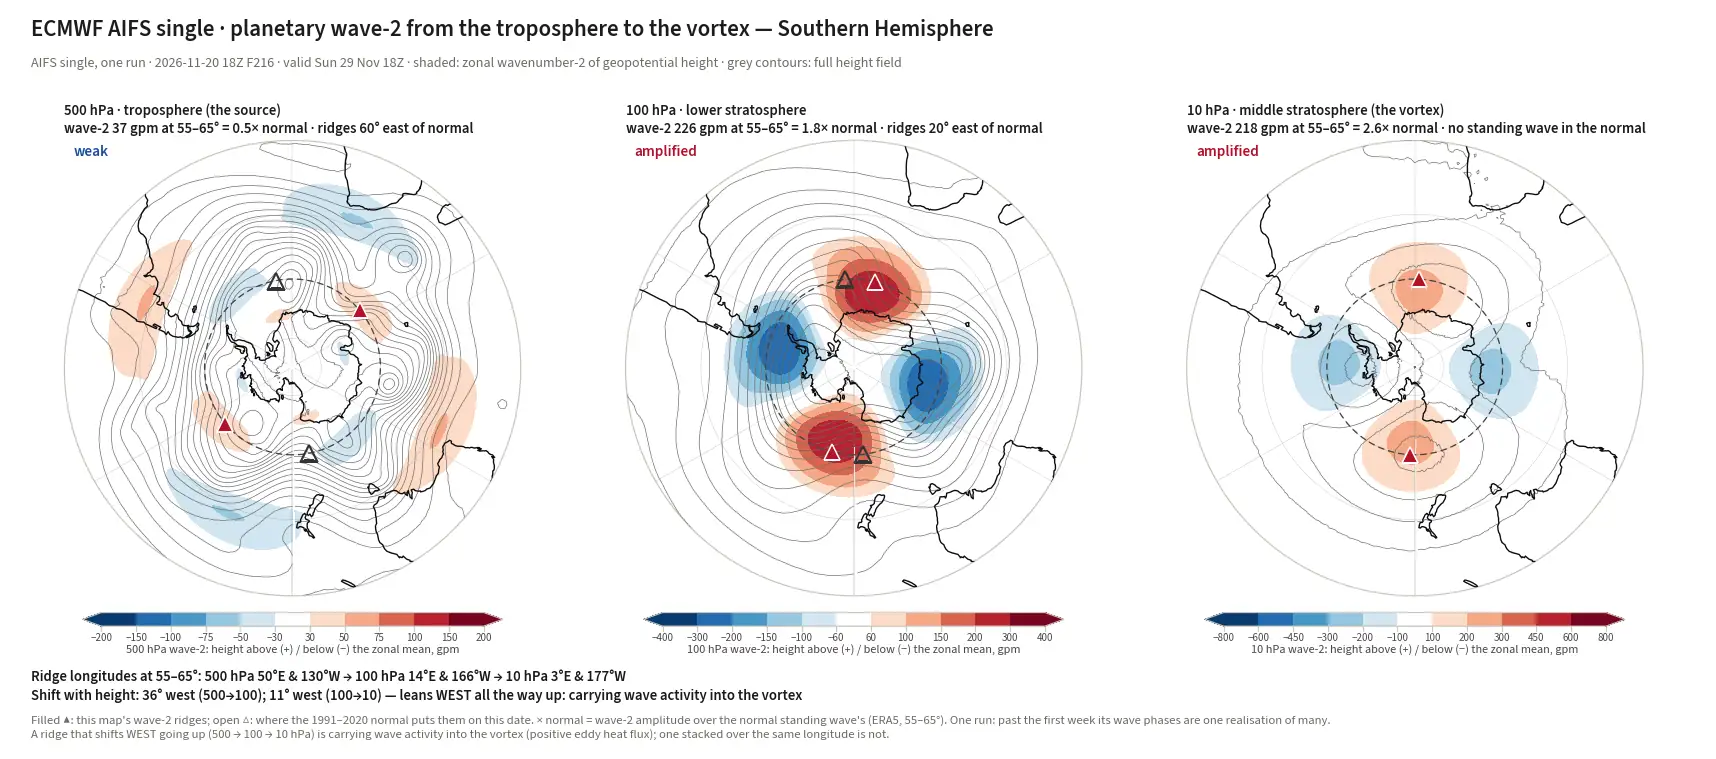 ECMWF AIFS single · planetary wave-2 from the troposphere to the vortex — Southern Hemisphere
AIFS single, one run · 2026-11-20 18Z F216 · valid Sun 29 Nov 18Z · shaded: zonal wavenumber-2 of geopotential height · grey contours: full height field
500 hPa · troposphere (the source)
wave-2 37 gpm at 55–65° = 0.5× normal · ridges 60° east of normal
weak
100 hPa · lower stratosphere
wave-2 226 gpm at 55–65° = 1.8× normal · ridges 20° east of normal
amplified
10 hPa · middle stratosphere (the vortex)
wave-2 218 gpm at 55–65° = 2.6× normal · no standing wave in the normal
amplified
−200 −150 −100 −75 −50 −30 30 50 75 100 150 200
500 hPa wave-2: height above (+) / below (−) the zonal mean, gpm
−400 −300 −200 −150 −100 −60 60 100 150 200 300 400
100 hPa wave-2: height above (+) / below (−) the zonal mean, gpm
−800 −600 −450 −300 −200 −100 100 200 300 450 600 800
10 hPa wave-2: height above (+) / below (−) the zonal mean, gpm
Ridge longitudes at 55–65°: 500 hPa 50°E & 130°W → 100 hPa 14°E & 166°W → 10 hPa 3°E & 177°W
Shift with height: 36° west (500→100); 11° west (100→10) — leans WEST all the way up: carrying wave activity into the vortex
Filled ▲: this map's wave-2 ridges; open △: where the 1991–2020 normal puts them on this date. × normal = wave-2 amplitude over the normal standing wave's (ERA5, 55–65°). One run: past the first week its wave phases are one realisation of many.
A ridge that shifts WEST going up (500 → 100 → 10 hPa) is carrying wave activity into the vortex (positive eddy heat flux); one stacked over the same longitude is not.